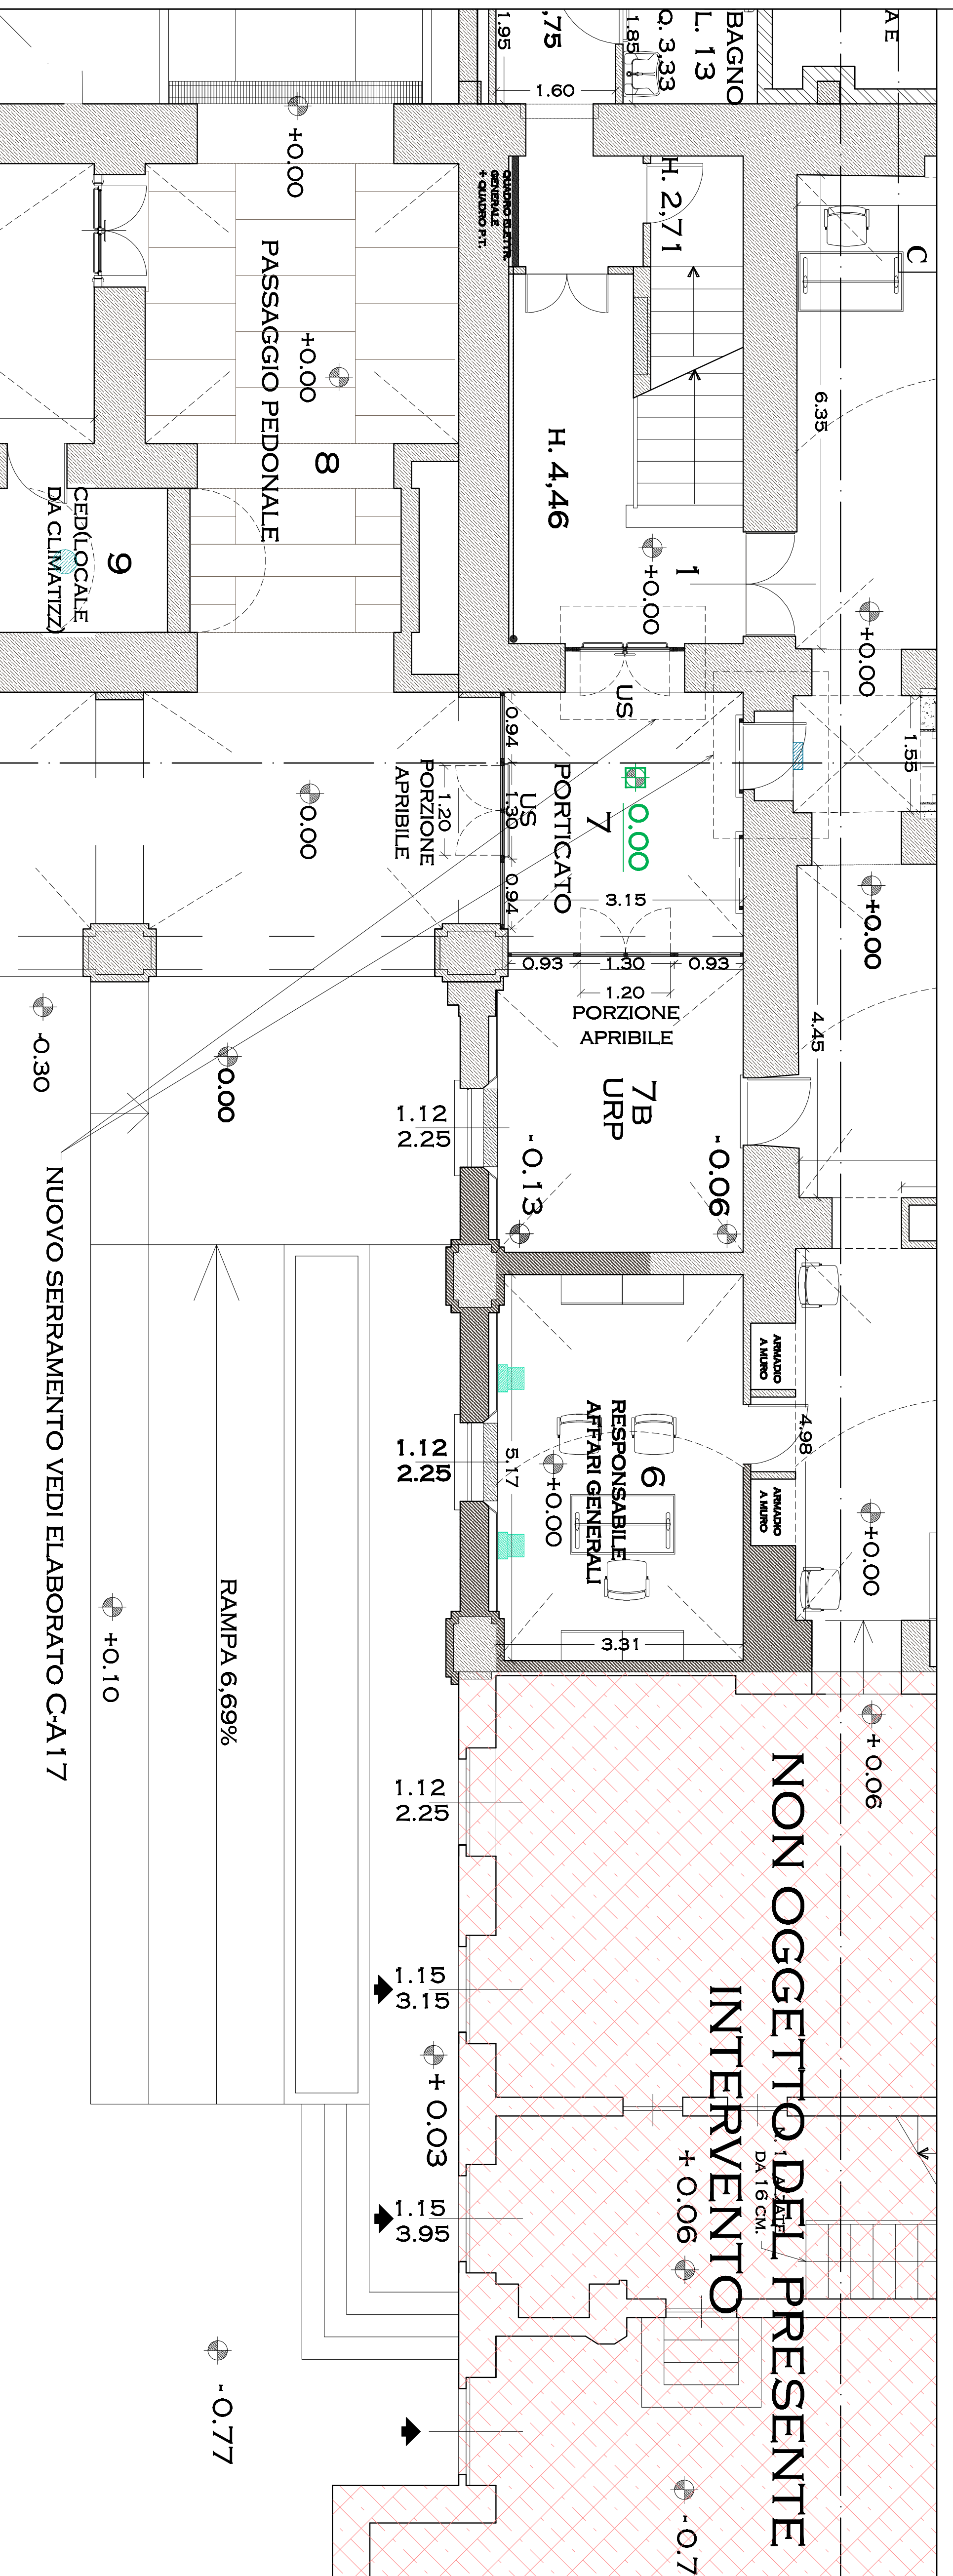 1.95
,75
1.85
Q. 3,33
L. 13
BAGNO
A E
1.60
+0.00
QUADRO ELETTR.
GENERALE
+ QUADRO P.T.
H. 2,71
C
PASSAGGIO PEDONALE
+0.00
6.35
8
H. 4,46
CED(LOCALE
DA CLIMATIZZ)
9
1
+0.00
+0.00
US
0.94
PORTICATO
7
0.00
1.55
+0.00
PORZIONE
APRIBILE
1.20
1.30
US
0.94
3.15
+0.00
0.93
1.30
0.93
1.20
PORZIONE
APRIBILE
-0.30
0.00
4.45
7B
URP
1.12
2.25
-0.13
-0.06
NUOVO SERRAMENTO VEDI ELABORATO C-A17
ARMADIO
A MURO
1.12
2.25
5.17
RESPONSABILE
AFFARI GENERALI
6
+0.00
4.98
ARMADIO
A MURO
+0.00
RAMPA 6,69%
+0.10
3.31
+ 0.06
NON OGGETTO DEL PRESENTE
INTERVENTO
1.12
2.25
1.15
3.15
+ 0.03
DA 16 CM.
+ 0.06
1.15
3.95
-0.77
-0.7